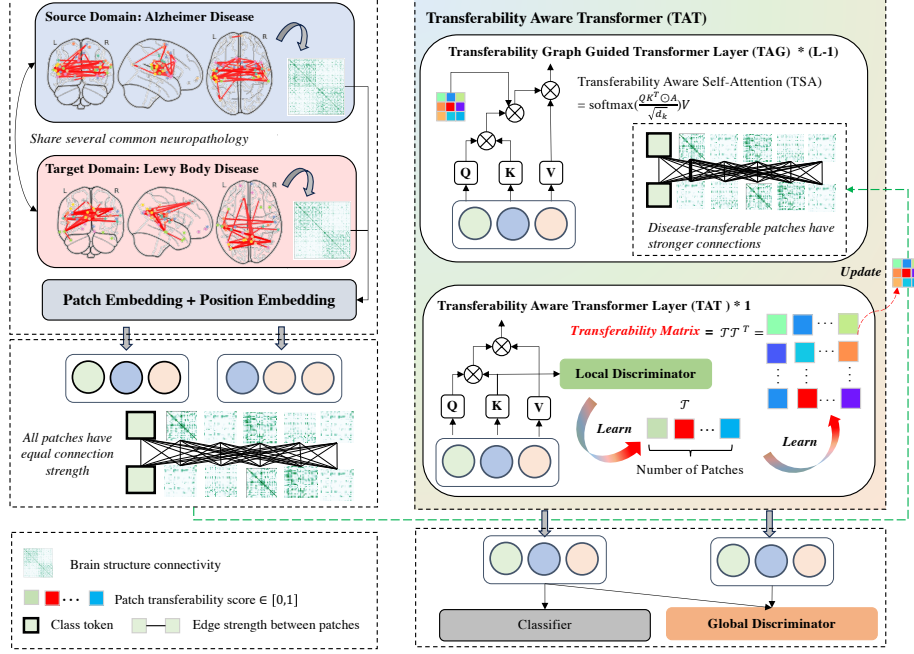 Source Domain: Alzheimer Disease
L R L R
Share several common neuropathology
Target Domain: Lewy Body Disease
L R L R
Patch Embedding + Position Embedding
All patches have
equal connection
strength
Brain structure connectivity
··· Patch transferability score ∈ [0,1]
Class token
Edge strength between patches
Transferability Aware Transformer (TAT)
Transferability Graph Guided Transformer Layer (TAG) * (L-1)
Transferability Aware Self-Attention (TSA)
= softmax(QKᵀ⊙A / √dₖ)V
Q K V
Disease-transferable patches have
stronger connections
Update
Transferability Aware Transformer Layer (TAT ) * 1
Transferability Matrix = 𝒯𝒯 ᵀ =
Local Discriminator
Q K V
𝒯
Learn
Number of Patches
Learn
Classifier
Global Discriminator